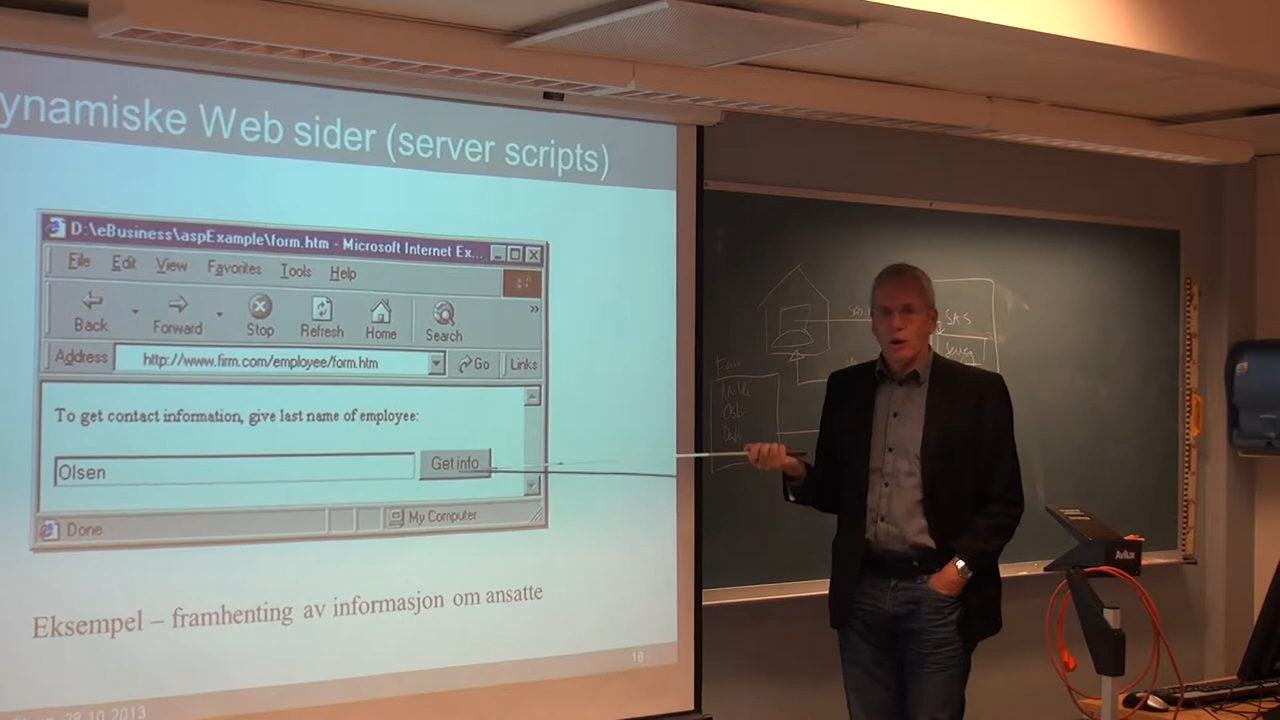 ynamiske Web sider (server scripts)
D:\eBusiness\aspExample\form.htm - Microsoft Internet Ex...
File Edit View Favorites Tools Help
Back Forward Stop Refresh Home Search
Address http://www.firm.com/employee/form.htm Go Links
To get contact information, give last name of employee:
Olsen Get info
Done My Computer
Eksempel – framhenting av informasjon om ansatte
16
28.10.2013
SAS
Avilux